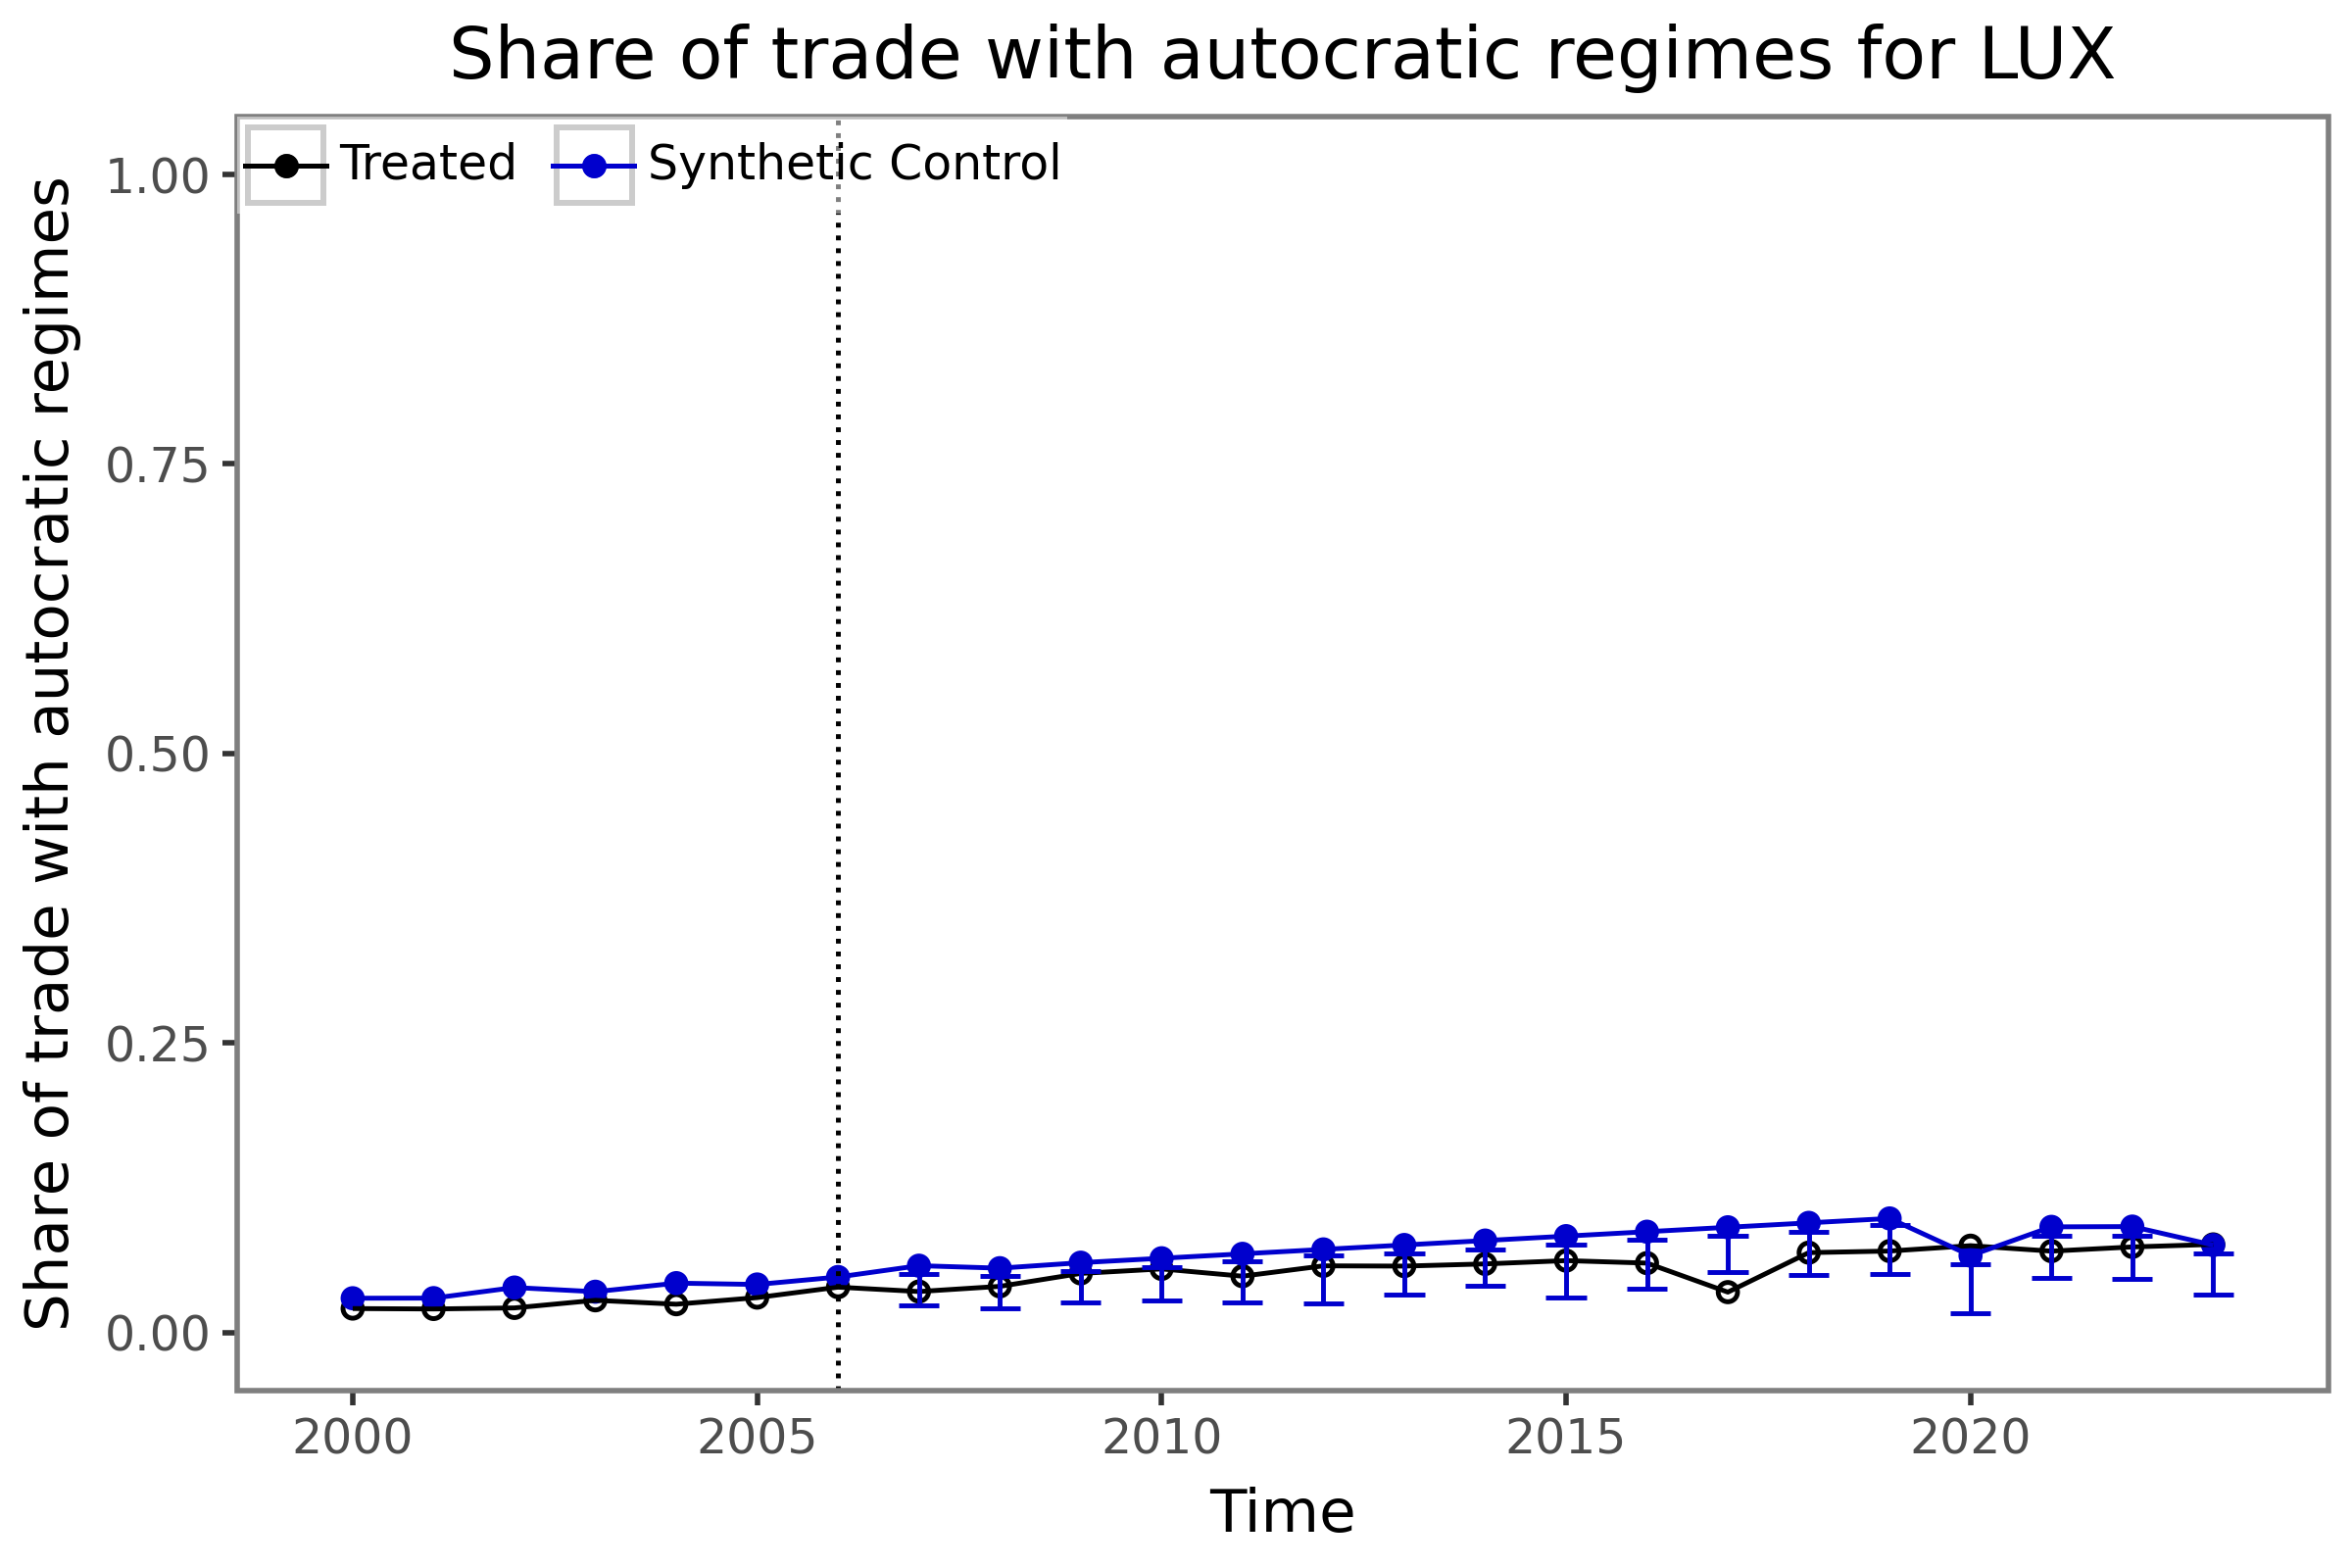 Share of trade with autocratic regimes for LUX
Treated
Synthetic Control
Share of trade with autocratic regimes
1.00
0.75
0.50
0.25
0.00
2000
2005
2010
2015
2020
Time